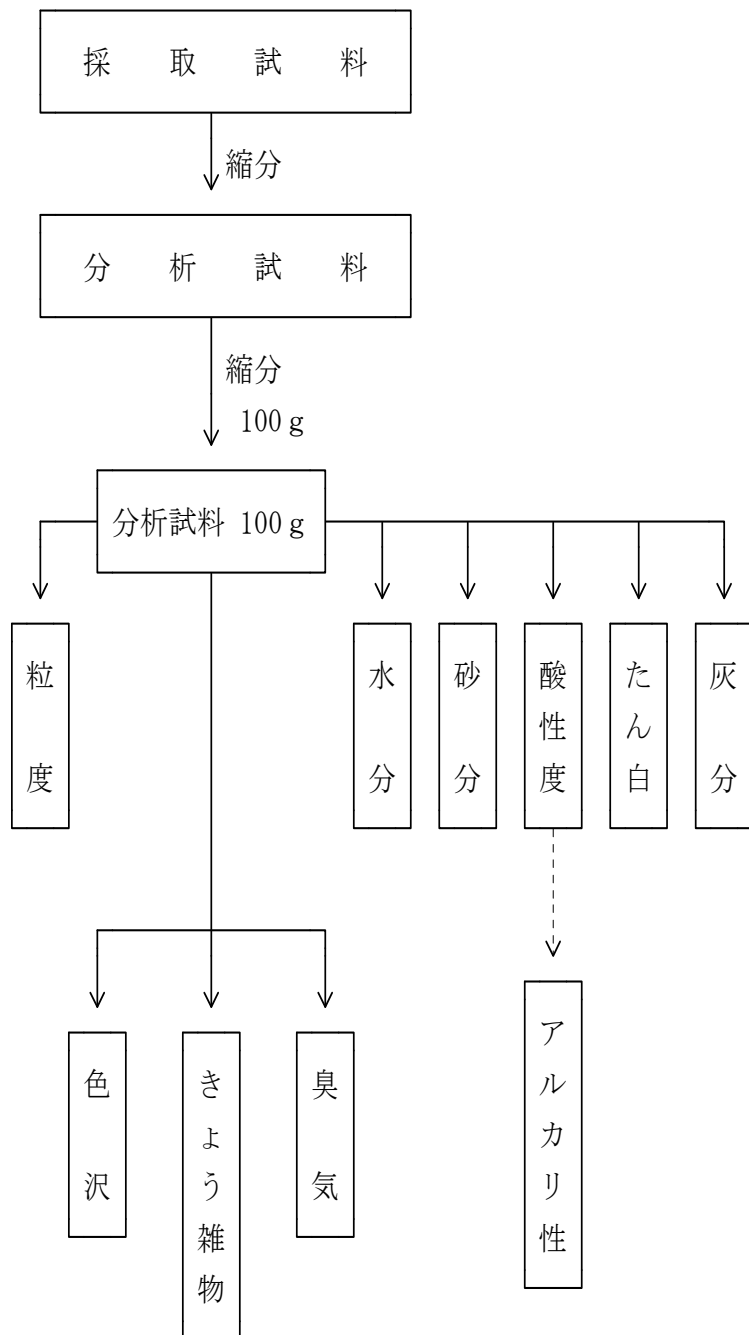 採取試料
縮分
分析試料
縮分
100g
分析試料 100g
粒度
水分
砂分
酸性度
たん白
灰分
色沢
きょう雑物
臭気
アルカリ性